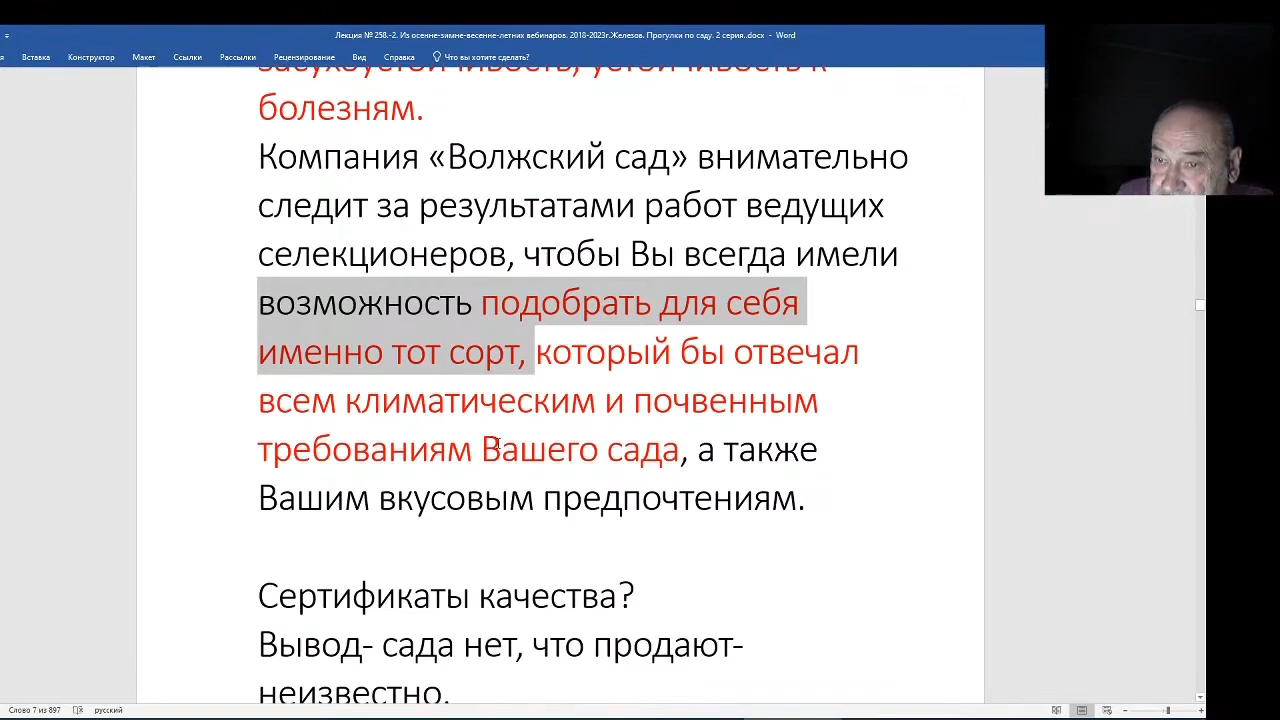 Лекция № 258.-2. Из осенне-зимне-весенне-летних вебинаров. 2018-2023г.Железов. Прогулки по саду. 2 серия..docx - Word
я Вставка Конструктор Макет Ссылки Рассылки Рецензирование Вид Справка Что вы хотите сделать?
засухоустойчивость, устойчивость к
болезням.
Компания «Волжский сад» внимательно
следит за результатами работ ведущих
селекционеров, чтобы Вы всегда имели
возможность подобрать для себя
именно тот сорт, который бы отвечал
всем климатическим и почвенным
требованиям Вашего сада, а также
Вашим вкусовым предпочтениям.
Сертификаты качества?
Вывод- сада нет, что продают-
неизвестно.
Слово 7 из 897 русский